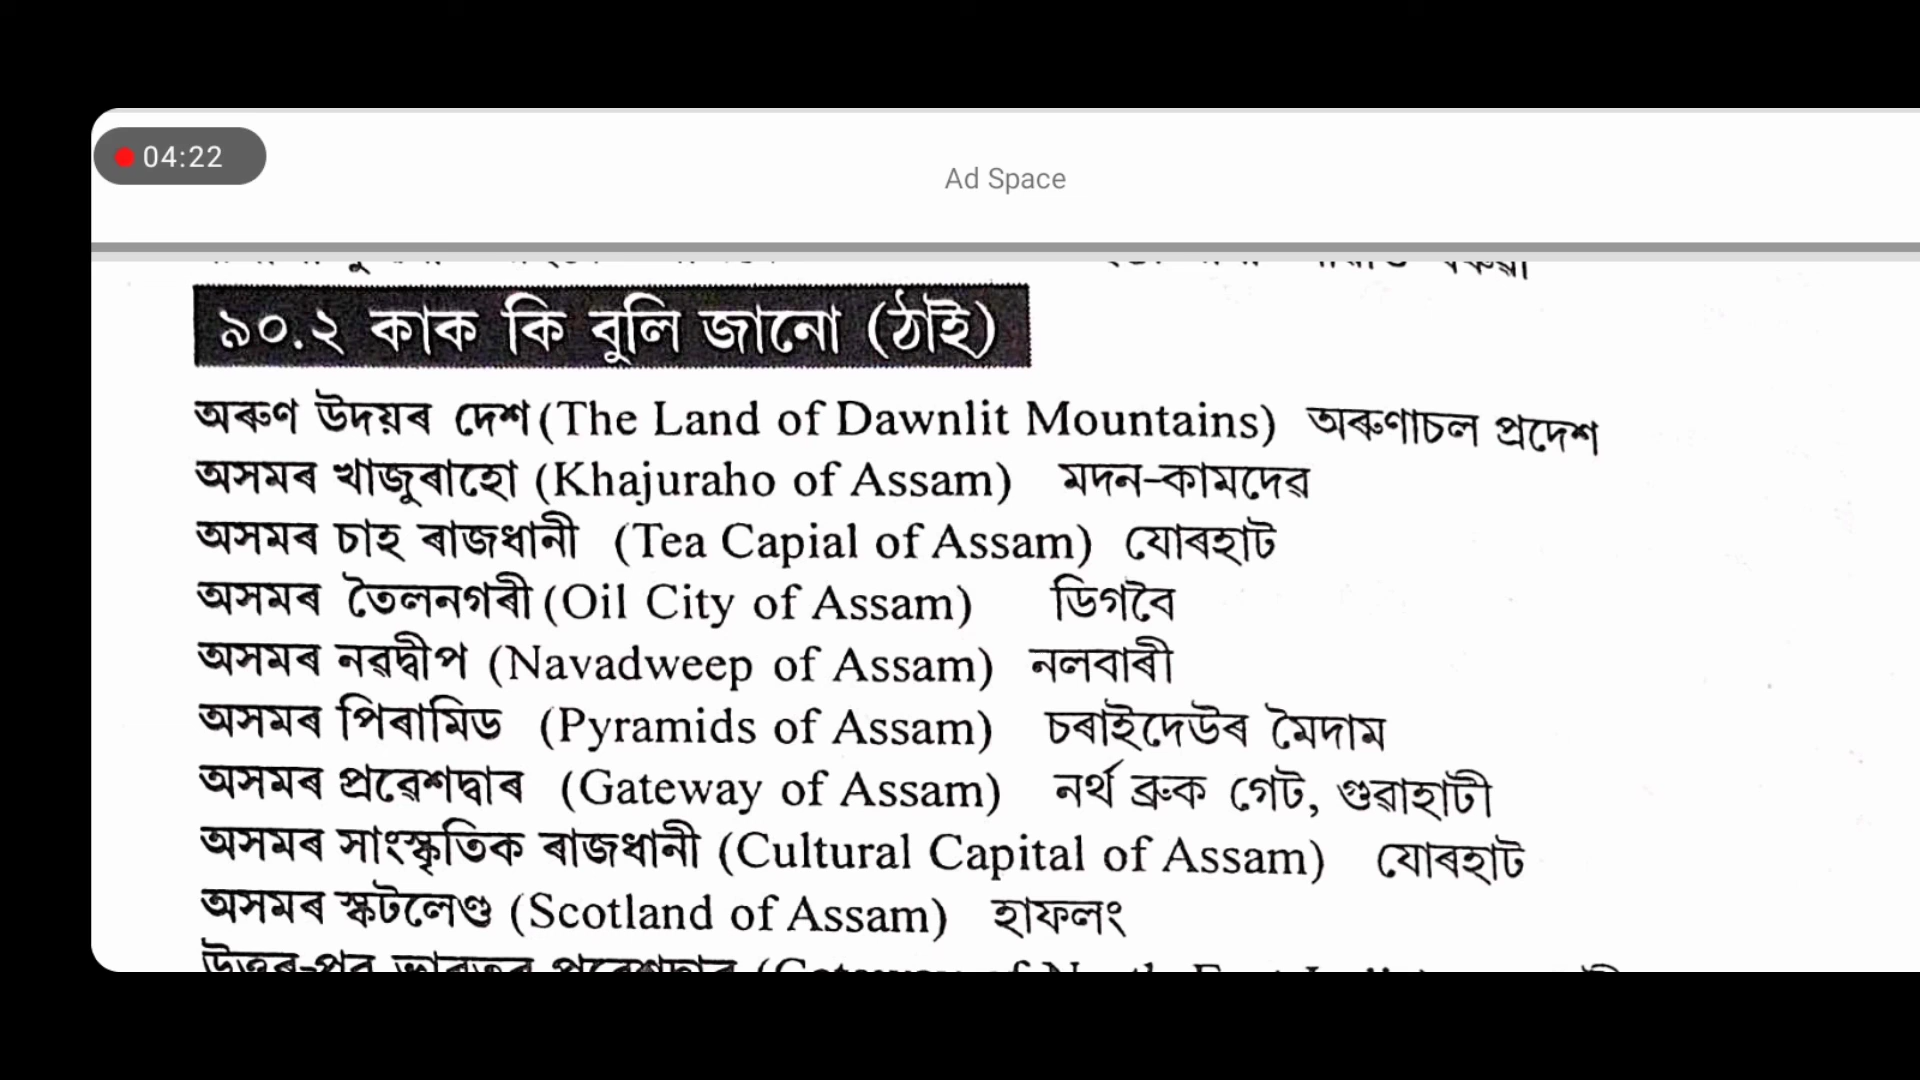 04:22
Ad Space
৯০.২ কাক কি বুলি জানো (ঠাই)
অৰুণ উদয়ৰ দেশ (The Land of Dawnlit Mountains) অৰুণাচল প্ৰদেশ
অসমৰ খাজুৰাহো (Khajuraho of Assam) মদন-কামদেৱ
অসমৰ চাহ ৰাজধানী (Tea Capial of Assam) যোৰহাট
অসমৰ তৈলনগৰী (Oil City of Assam) ডিগবৈ
অসমৰ নৱদ্বীপ (Navadweep of Assam) নলবাৰী
অসমৰ পিৰামিড (Pyramids of Assam) চৰাইদেউৰ মৈদাম
অসমৰ প্ৰৱেশদ্বাৰ (Gateway of Assam) নৰ্থ ব্ৰুক গেট, গুৱাহাটী
অসমৰ সাংস্কৃতিক ৰাজধানী (Cultural Capital of Assam) যোৰহাট
অসমৰ স্কটলেণ্ড (Scotland of Assam) হাফলং